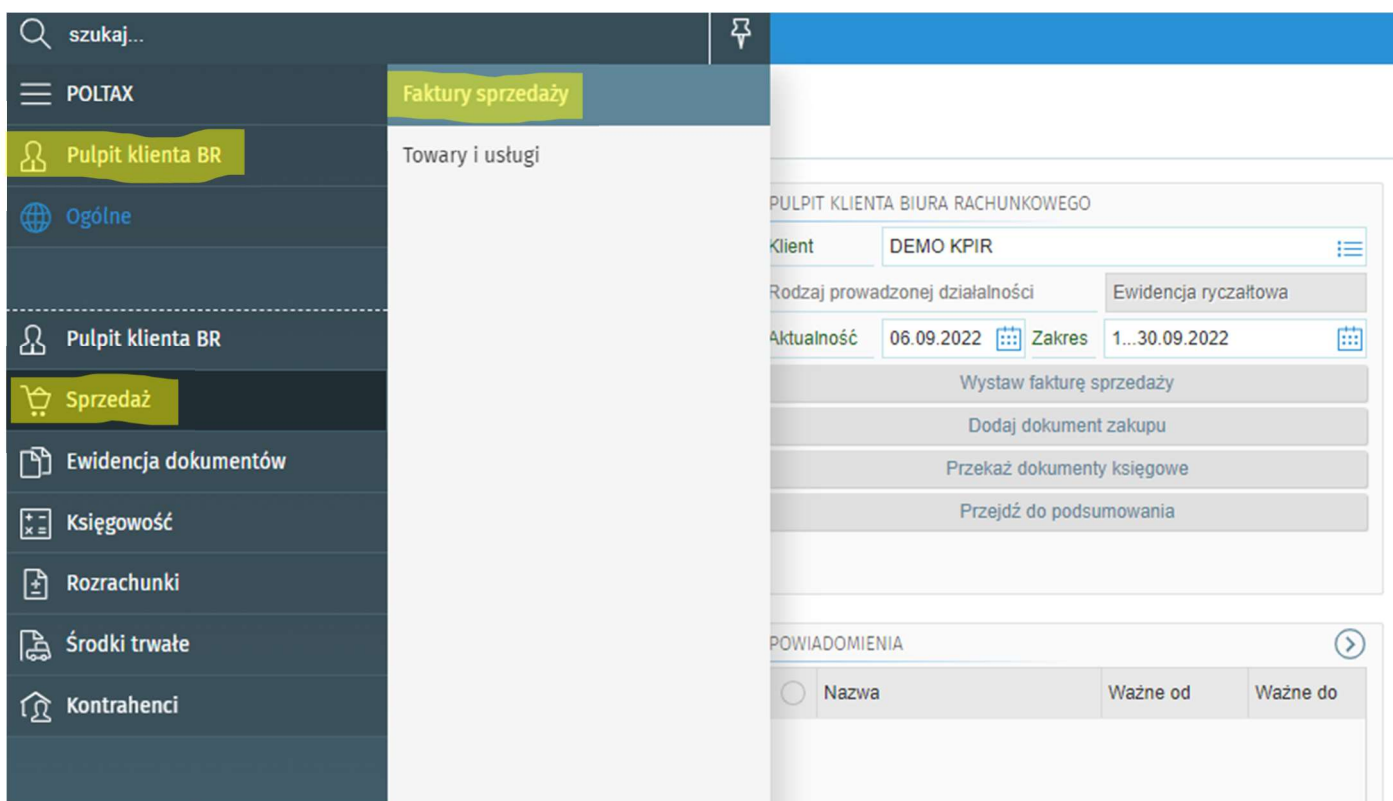 szukaj...
POLTAX
Pulpit klienta BR
Ogólne
Pulpit klienta BR
Sprzedaż
Ewidencja dokumentów
Księgowość
Rozrachunki
Środki trwałe
Kontrahenci
Faktury sprzedaży
Towary i usługi
PULPIT KLIENTA BIURA RACHUNKOWEGO
Klient DEMO KPIR
Rodzaj prowadzonej działalności Ewidencja ryczałtowa
Aktualność 06.09.2022 Zakres 1...30.09.2022
Wystaw fakturę sprzedaży
Dodaj dokument zakupu
Przekaż dokumenty księgowe
Przejdź do podsumowania
POWIADOMIENIA
Nazwa Ważne od Ważne do